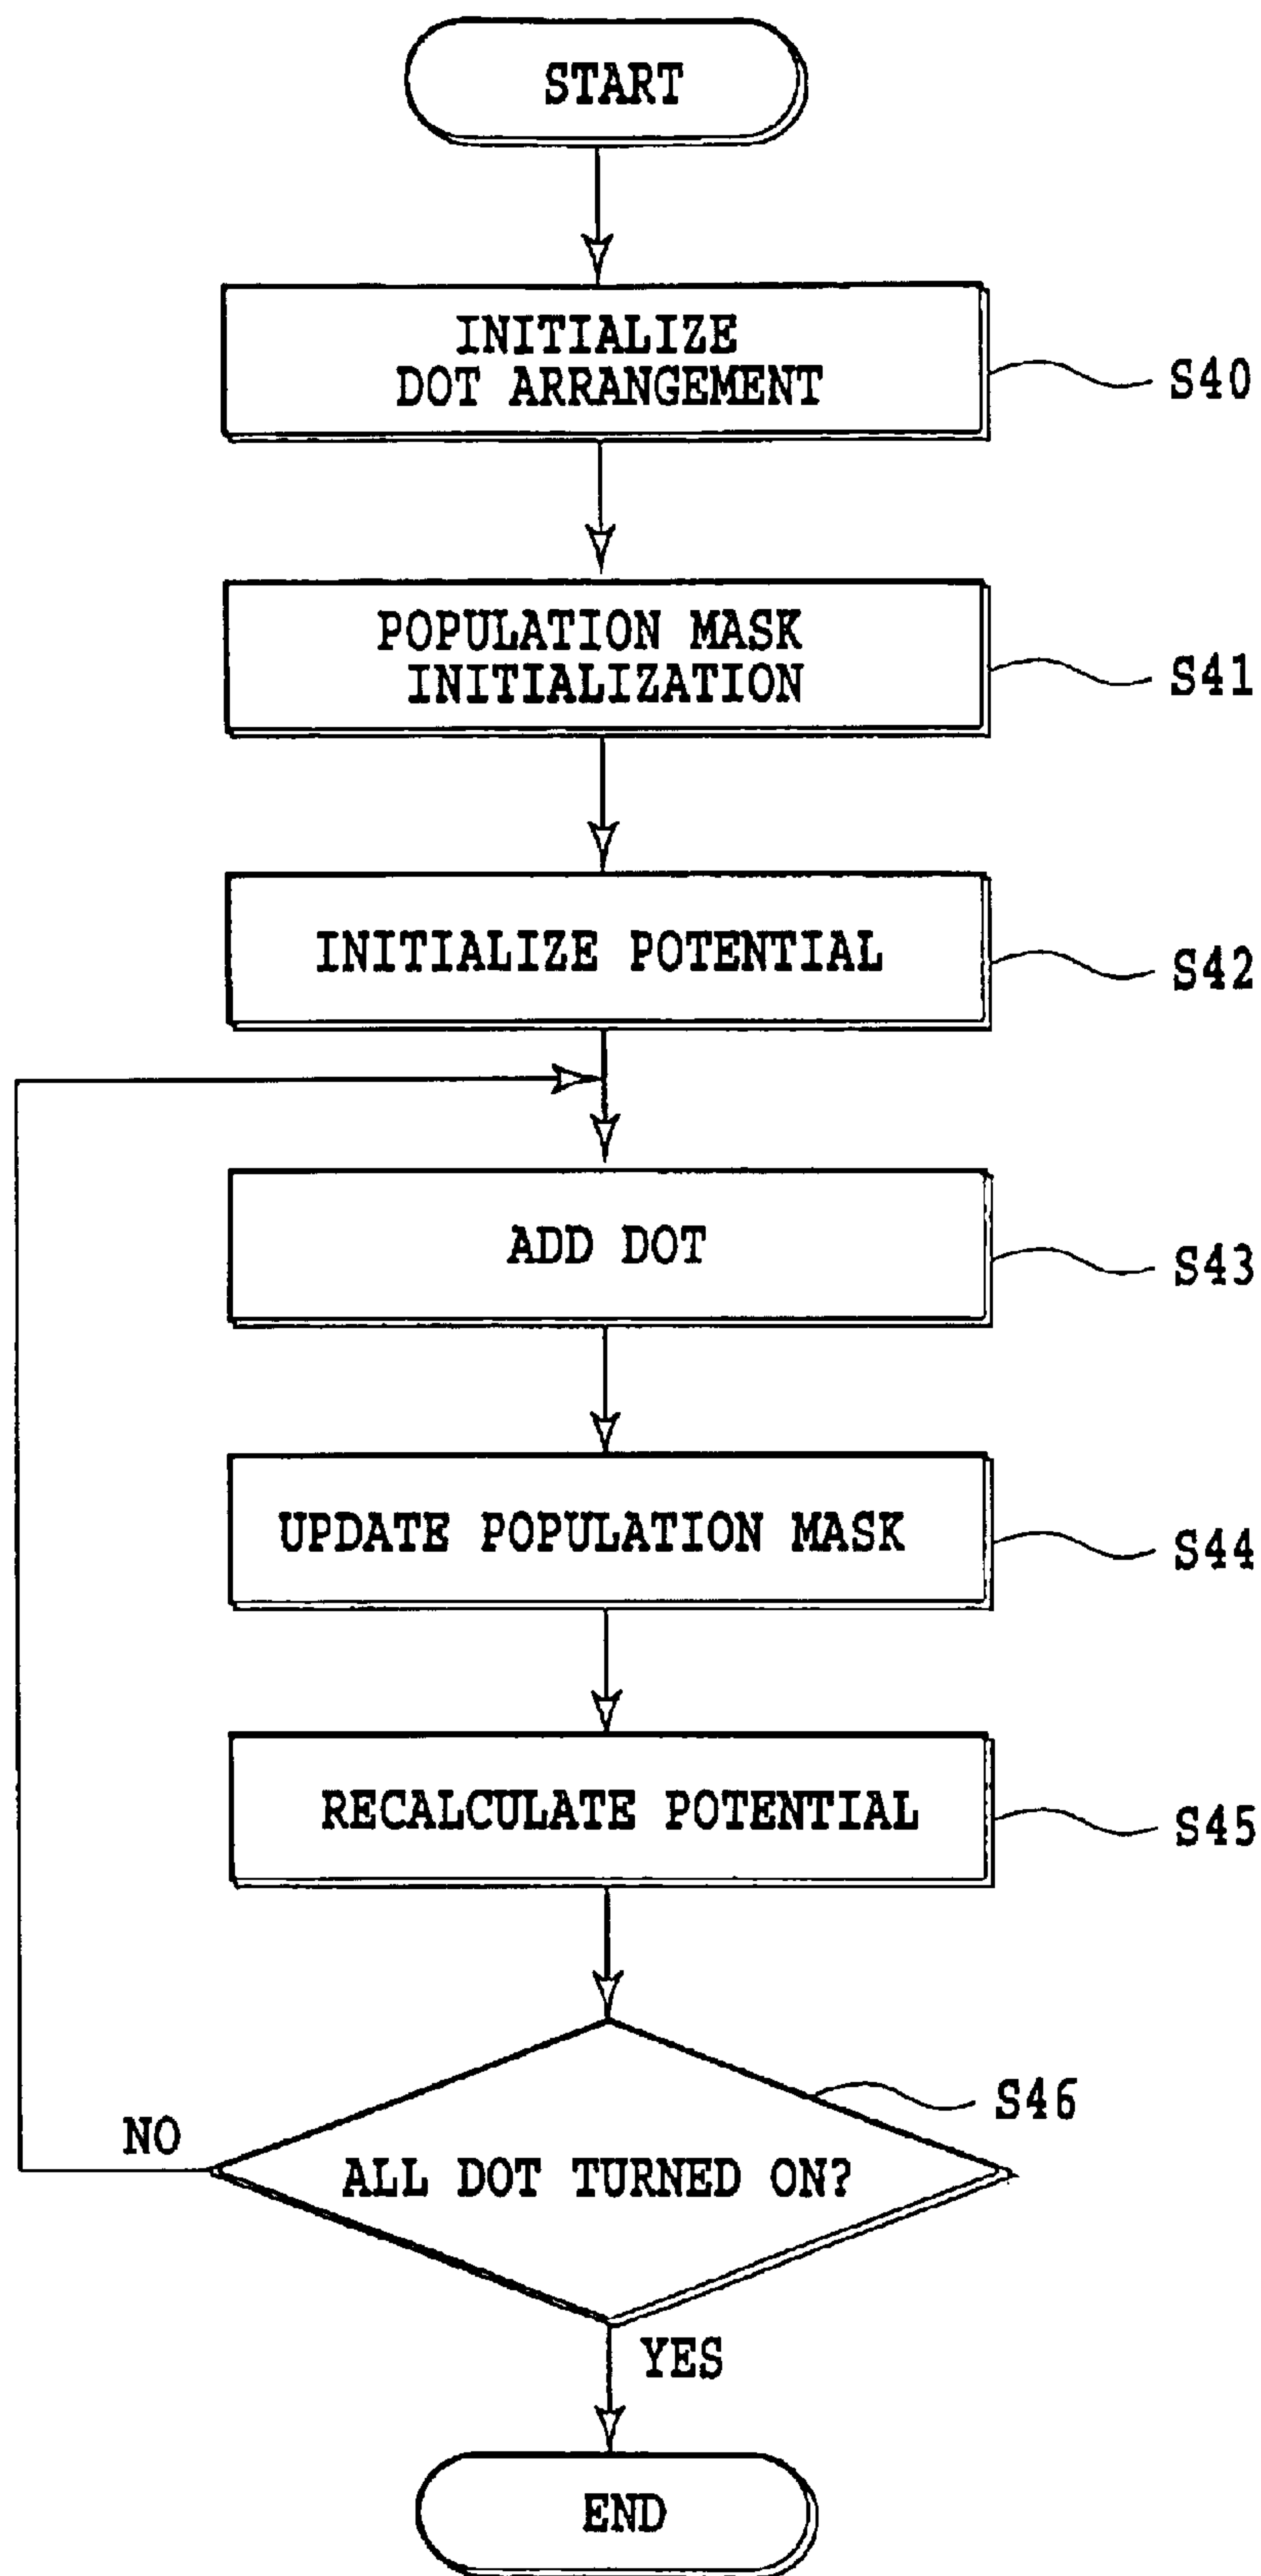 START
INITIALIZE
DOT ARRANGEMENT
S40
POPULATION MASK
INITIALIZATION
S41
INITIALIZE POTENTIAL
S42
ADD DOT
S43
UPDATE POPULATION MASK
S44
RECALCULATE POTENTIAL
S45
S46
NO
ALL DOT TURNED ON?
YES
END